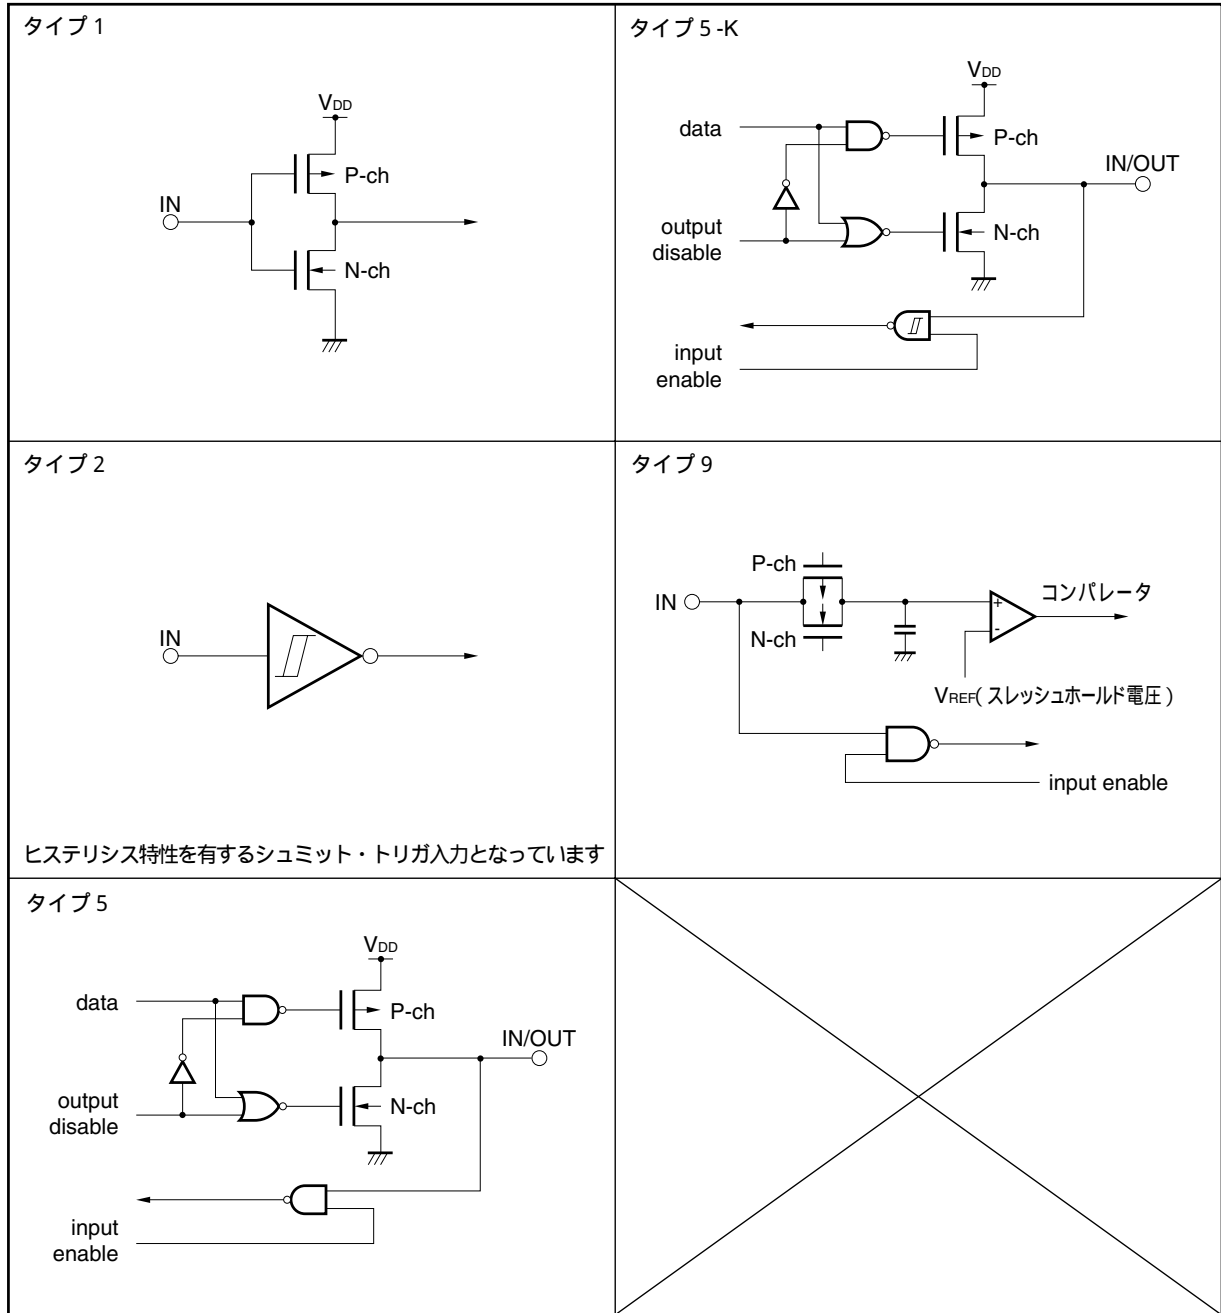 タイプ 1
VDD
P-ch
IN
N-ch
タイプ 5 -K
VDD
data
P-ch
IN/OUT
output
disable
N-ch
input
enable
タイプ 2
IN
ヒステリシス特性を有するシュミット・トリガ入力となっています
タイプ 9
P-ch
IN
コンパレータ
+
-
N-ch
VREF( スレッシュホールド電圧 )
input enable
タイプ 5
VDD
data
P-ch
IN/OUT
output
disable
N-ch
input
enable